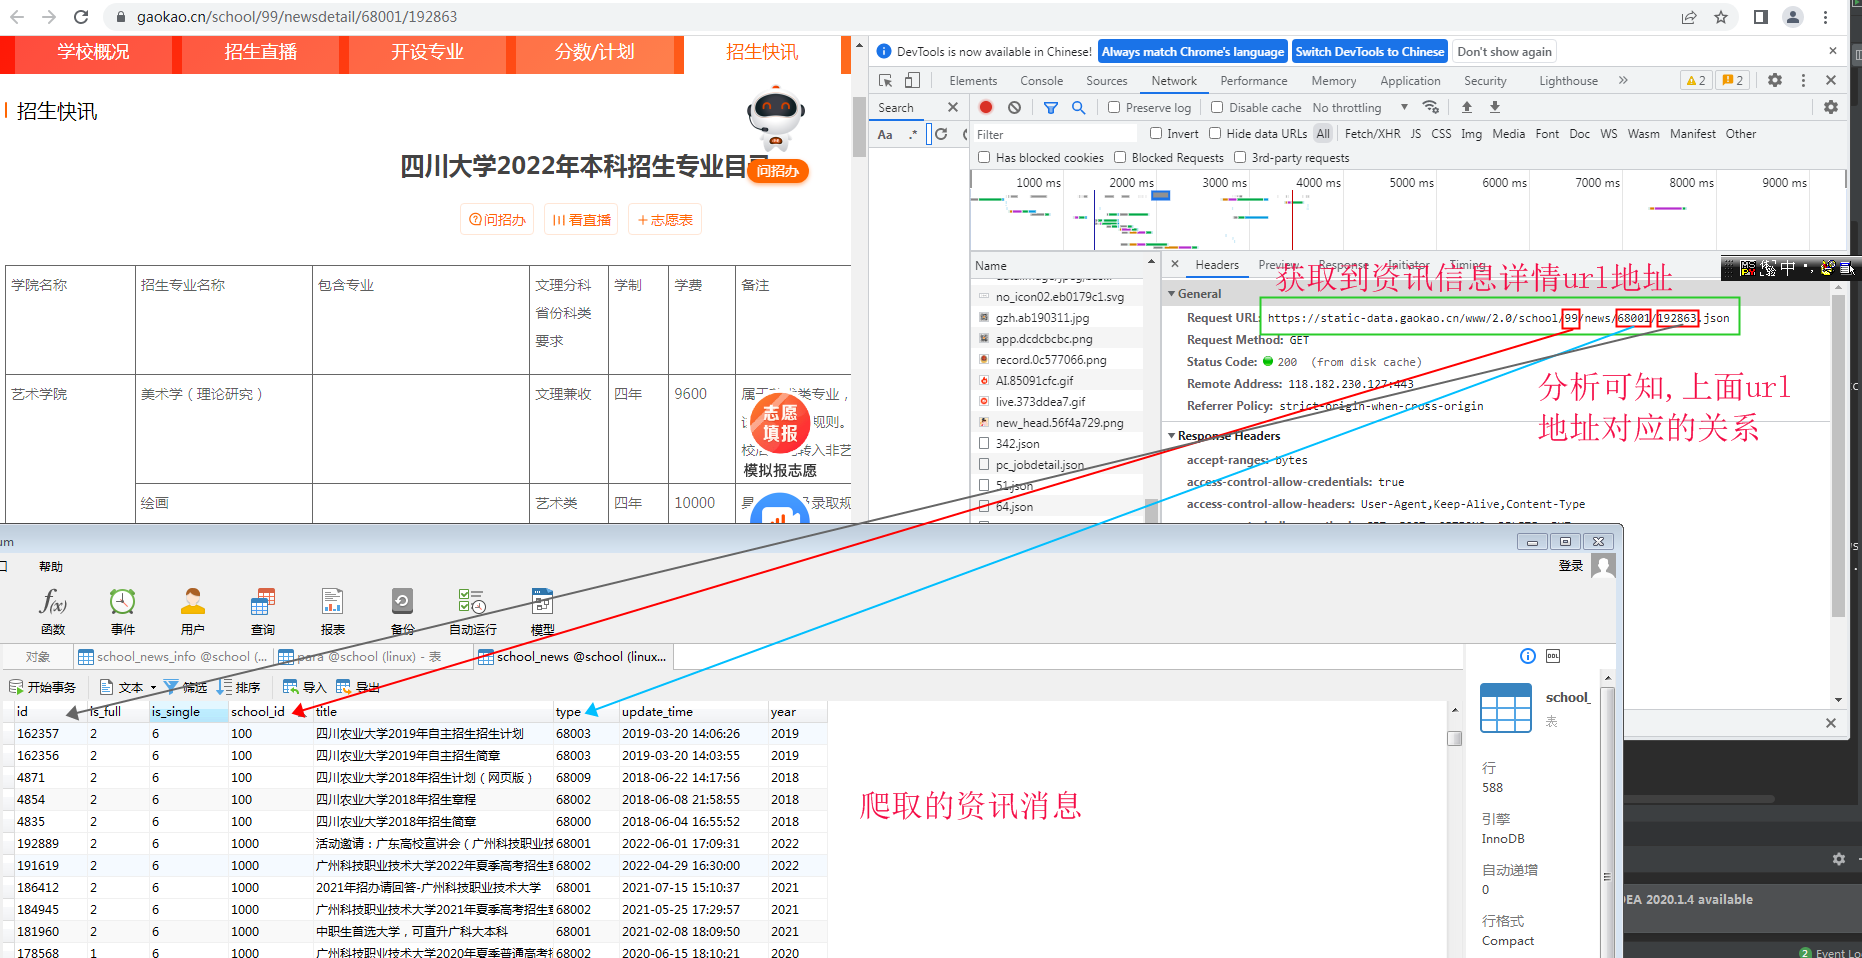 gaokao.cn/school/99/newsdetail/68001/192863
学校概况 招生直播 开设专业 分数/计划 招生快讯
招生快讯
四川大学2022年本科招生专业目录
问招办
问招办 看直播 +志愿表
学院名称 招生专业名称 包含专业 文理分科 学制 学费 备注
省份科类
要求
艺术学院 美术学（理论研究） 文理兼收 四年 9600
规则。
转入非艺
志愿
填报
模拟报志愿
绘画 艺术类 四年 10000 录取规
DevTools is now available in Chinese! Always match Chrome's language Switch DevTools to Chinese Don't show again
Elements Console Sources Network Performance Memory Application Security Lighthouse » 2 2
Search Preserve log Disable cache No throttling
Aa .* Filter Invert Hide data URLs All Fetch/XHR JS CSS Img Media Font Doc WS Wasm Manifest Other
Has blocked cookies Blocked Requests 3rd-party requests
1000 ms 2000 ms 3000 ms 4000 ms 5000 ms 6000 ms 7000 ms 8000 ms 9000 ms
Name
no_icon02.eb0179c1.svg
gzh.ab190311.jpg
app.dcdcbcbc.png
record.0c577066.png
AI.85091cfc.gif
live.373ddea7.gif
new_head.56f4a729.png
342.json
pc_jobdetail.json
51.json
64.json
Headers Preview Response Initiator Timing
获取到资讯信息详情url地址
General
Request URL: https://static-data.gaokao.cn/www/2.0/school/99/news/68001/192863.json
Request Method: GET
Status Code: 200 (from disk cache)
Remote Address: 118.182.230.127:443
Referrer Policy: strict-origin-when-cross-origin
分析可知,上面url
地址对应的关系
Response Headers
accept-ranges: bytes
access-control-allow-credentials: true
access-control-allow-headers: User-Agent,Keep-Alive,Content-Type
中
um
帮助 登录
函数 事件 用户 查询 报表 备份 自动运行 模型
对象 school_news_info @school (... para @school (linux) - 表 school_news @school (linux...
开始事务 文本 筛选 排序 导入 导出
id is_full is_single school_id title type update_time year
162357 2 6 100 四川农业大学2019年自主招生招生计划 68003 2019-03-20 14:06:26 2019
162356 2 6 100 四川农业大学2019年自主招生简章 68003 2019-03-20 14:03:55 2019
4871 2 6 100 四川农业大学2018年招生计划（网页版） 68009 2018-06-22 14:17:56 2018
4854 2 6 100 四川农业大学2018年招生章程 68002 2018-06-08 21:58:55 2018
4835 2 6 100 四川农业大学2018年招生简章 68000 2018-06-04 16:55:52 2018
192889 2 6 1000 活动邀请：广东高校宣讲会（广州科技职业技 68001 2022-06-01 17:09:31 2022
191619 2 6 1000 广州科技职业技术大学2022年夏季高考招生 68002 2022-04-29 16:30:00 2022
186412 2 6 1000 2021年招办请回答-广州科技职业技术大学 68001 2021-07-15 15:10:37 2021
184945 2 6 1000 广州科技职业技术大学2021年夏季高考招生 68002 2021-05-25 17:29:57 2021
181960 2 6 1000 中职生首选大学，可直升广科大本科 68001 2021-02-08 18:09:50 2021
178568 1 6 1000 广州科技职业技术大学2020年夏季普通高考招 68002 2020-06-15 18:10:21 2020
爬取的资讯消息
DDL
school_
表
行
588
引擎
InnoDB
自动递增
0
行格式
Compact
DEA 2020.1.4 available
2 Event Lo